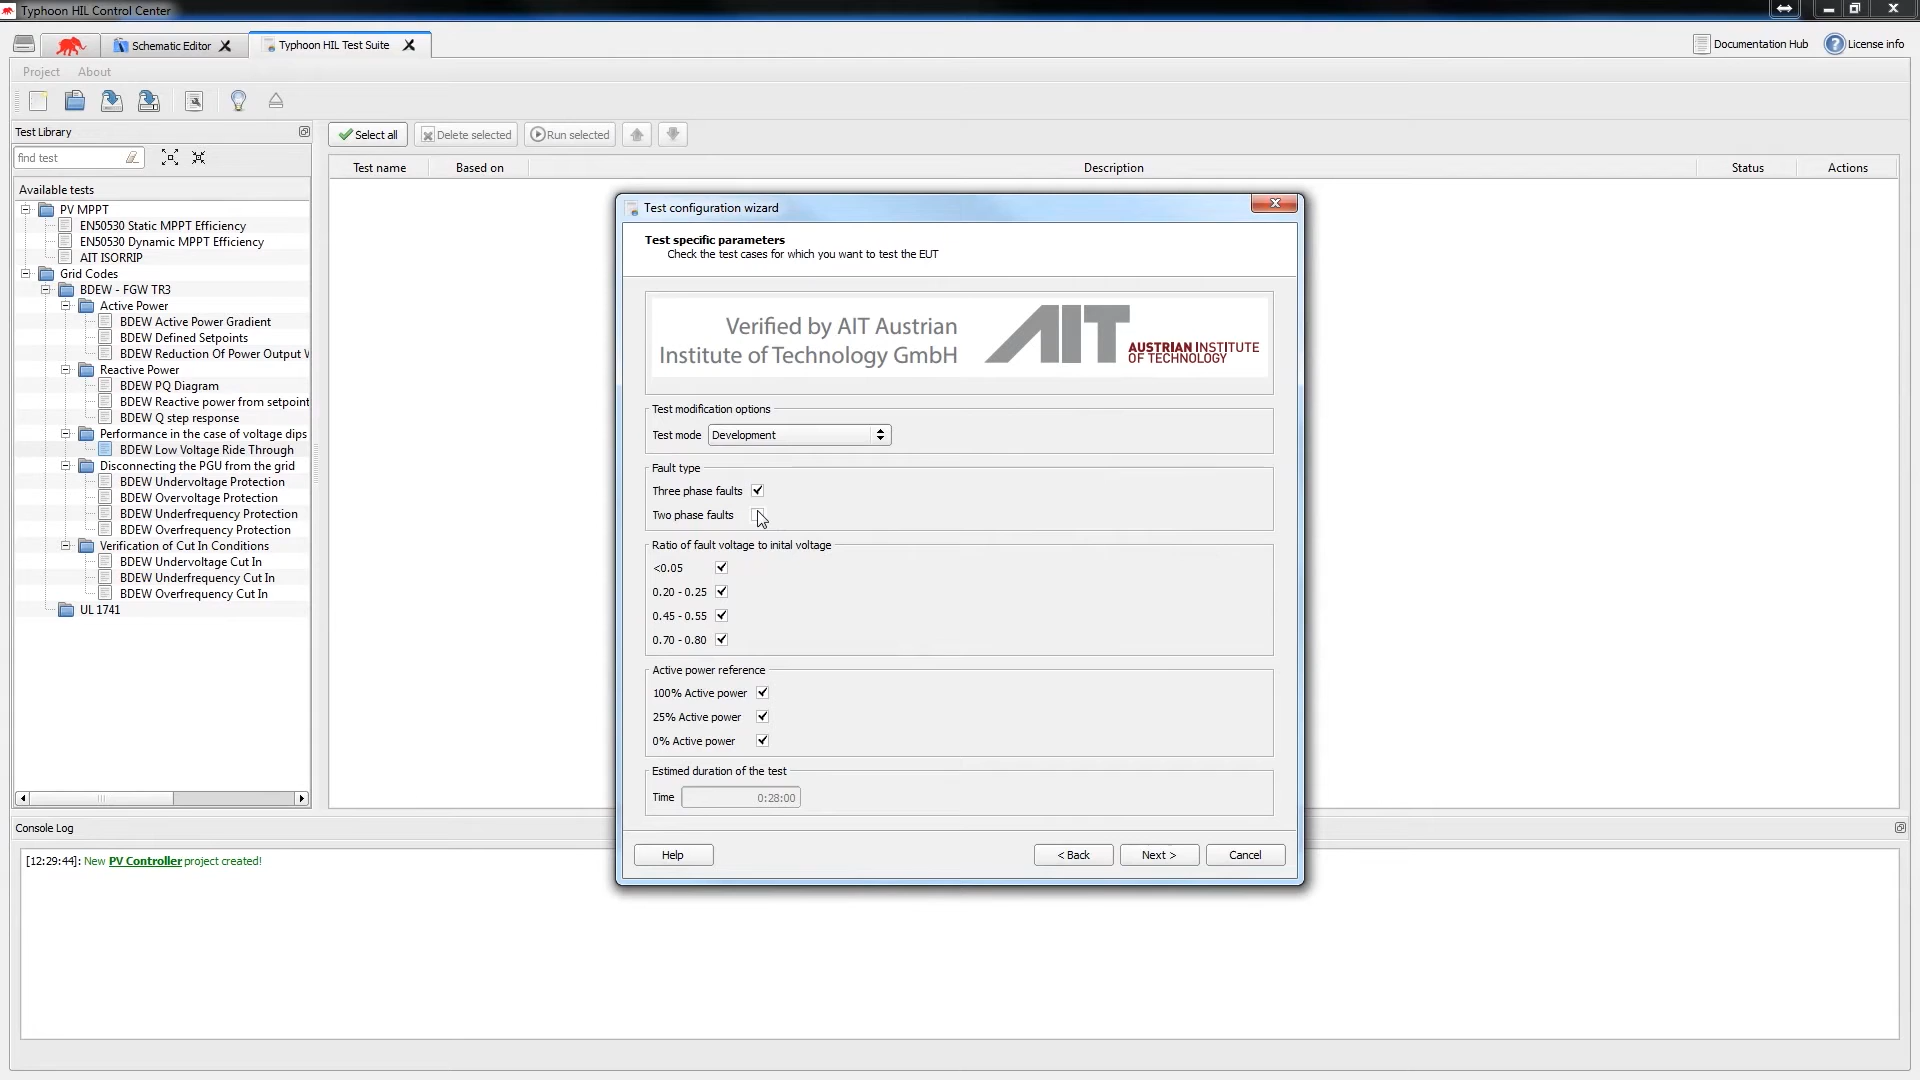 Typhoon HIL Control Center
Schematic Editor
Typhoon HIL Test Suite
Documentation Hub
License info
Project
About
Test Library
Select all
Delete selected
Run selected
find test
Test name
Based on
Description
Status
Actions
Available tests
PV MPPT
EN50530 Static MPPT Efficiency
EN50530 Dynamic MPPT Efficiency
AIT ISORRIP
Grid Codes
BDEW - FGW TR3
Active Power
BDEW Active Power Gradient
BDEW Defined Setpoints
BDEW Reduction Of Power Output
Reactive Power
BDEW PQ Diagram
BDEW Reactive power from setpoint
BDEW Q step response
Performance in the case of voltage dips
BDEW Low Voltage Ride Through
Disconnecting the PGU from the grid
BDEW Undervoltage Protection
BDEW Overvoltage Protection
BDEW Underfrequency Protection
BDEW Overfrequency Protection
Verification of Cut In Conditions
BDEW Undervoltage Cut In
BDEW Underfrequency Cut In
BDEW Overfrequency Cut In
UL 1741
Test configuration wizard
Test specific parameters
Check the test cases for which you want to test the EUT
Verified by AIT Austrian
Institute of Technology GmbH
AIT
AUSTRIAN INSTITUTE
OF TECHNOLOGY
Test modification options
Test mode
Development
Fault type
Three phase faults
Two phase faults
Ratio of fault voltage to inital voltage
<0.05
0.20 - 0.25
0.45 - 0.55
0.70 - 0.80
Active power reference
100% Active power
25% Active power
0% Active power
Estimed duration of the test
Time
0:28:00
Help
< Back
Next >
Cancel
Console Log
[12:29:44]: New PV Controller project created!